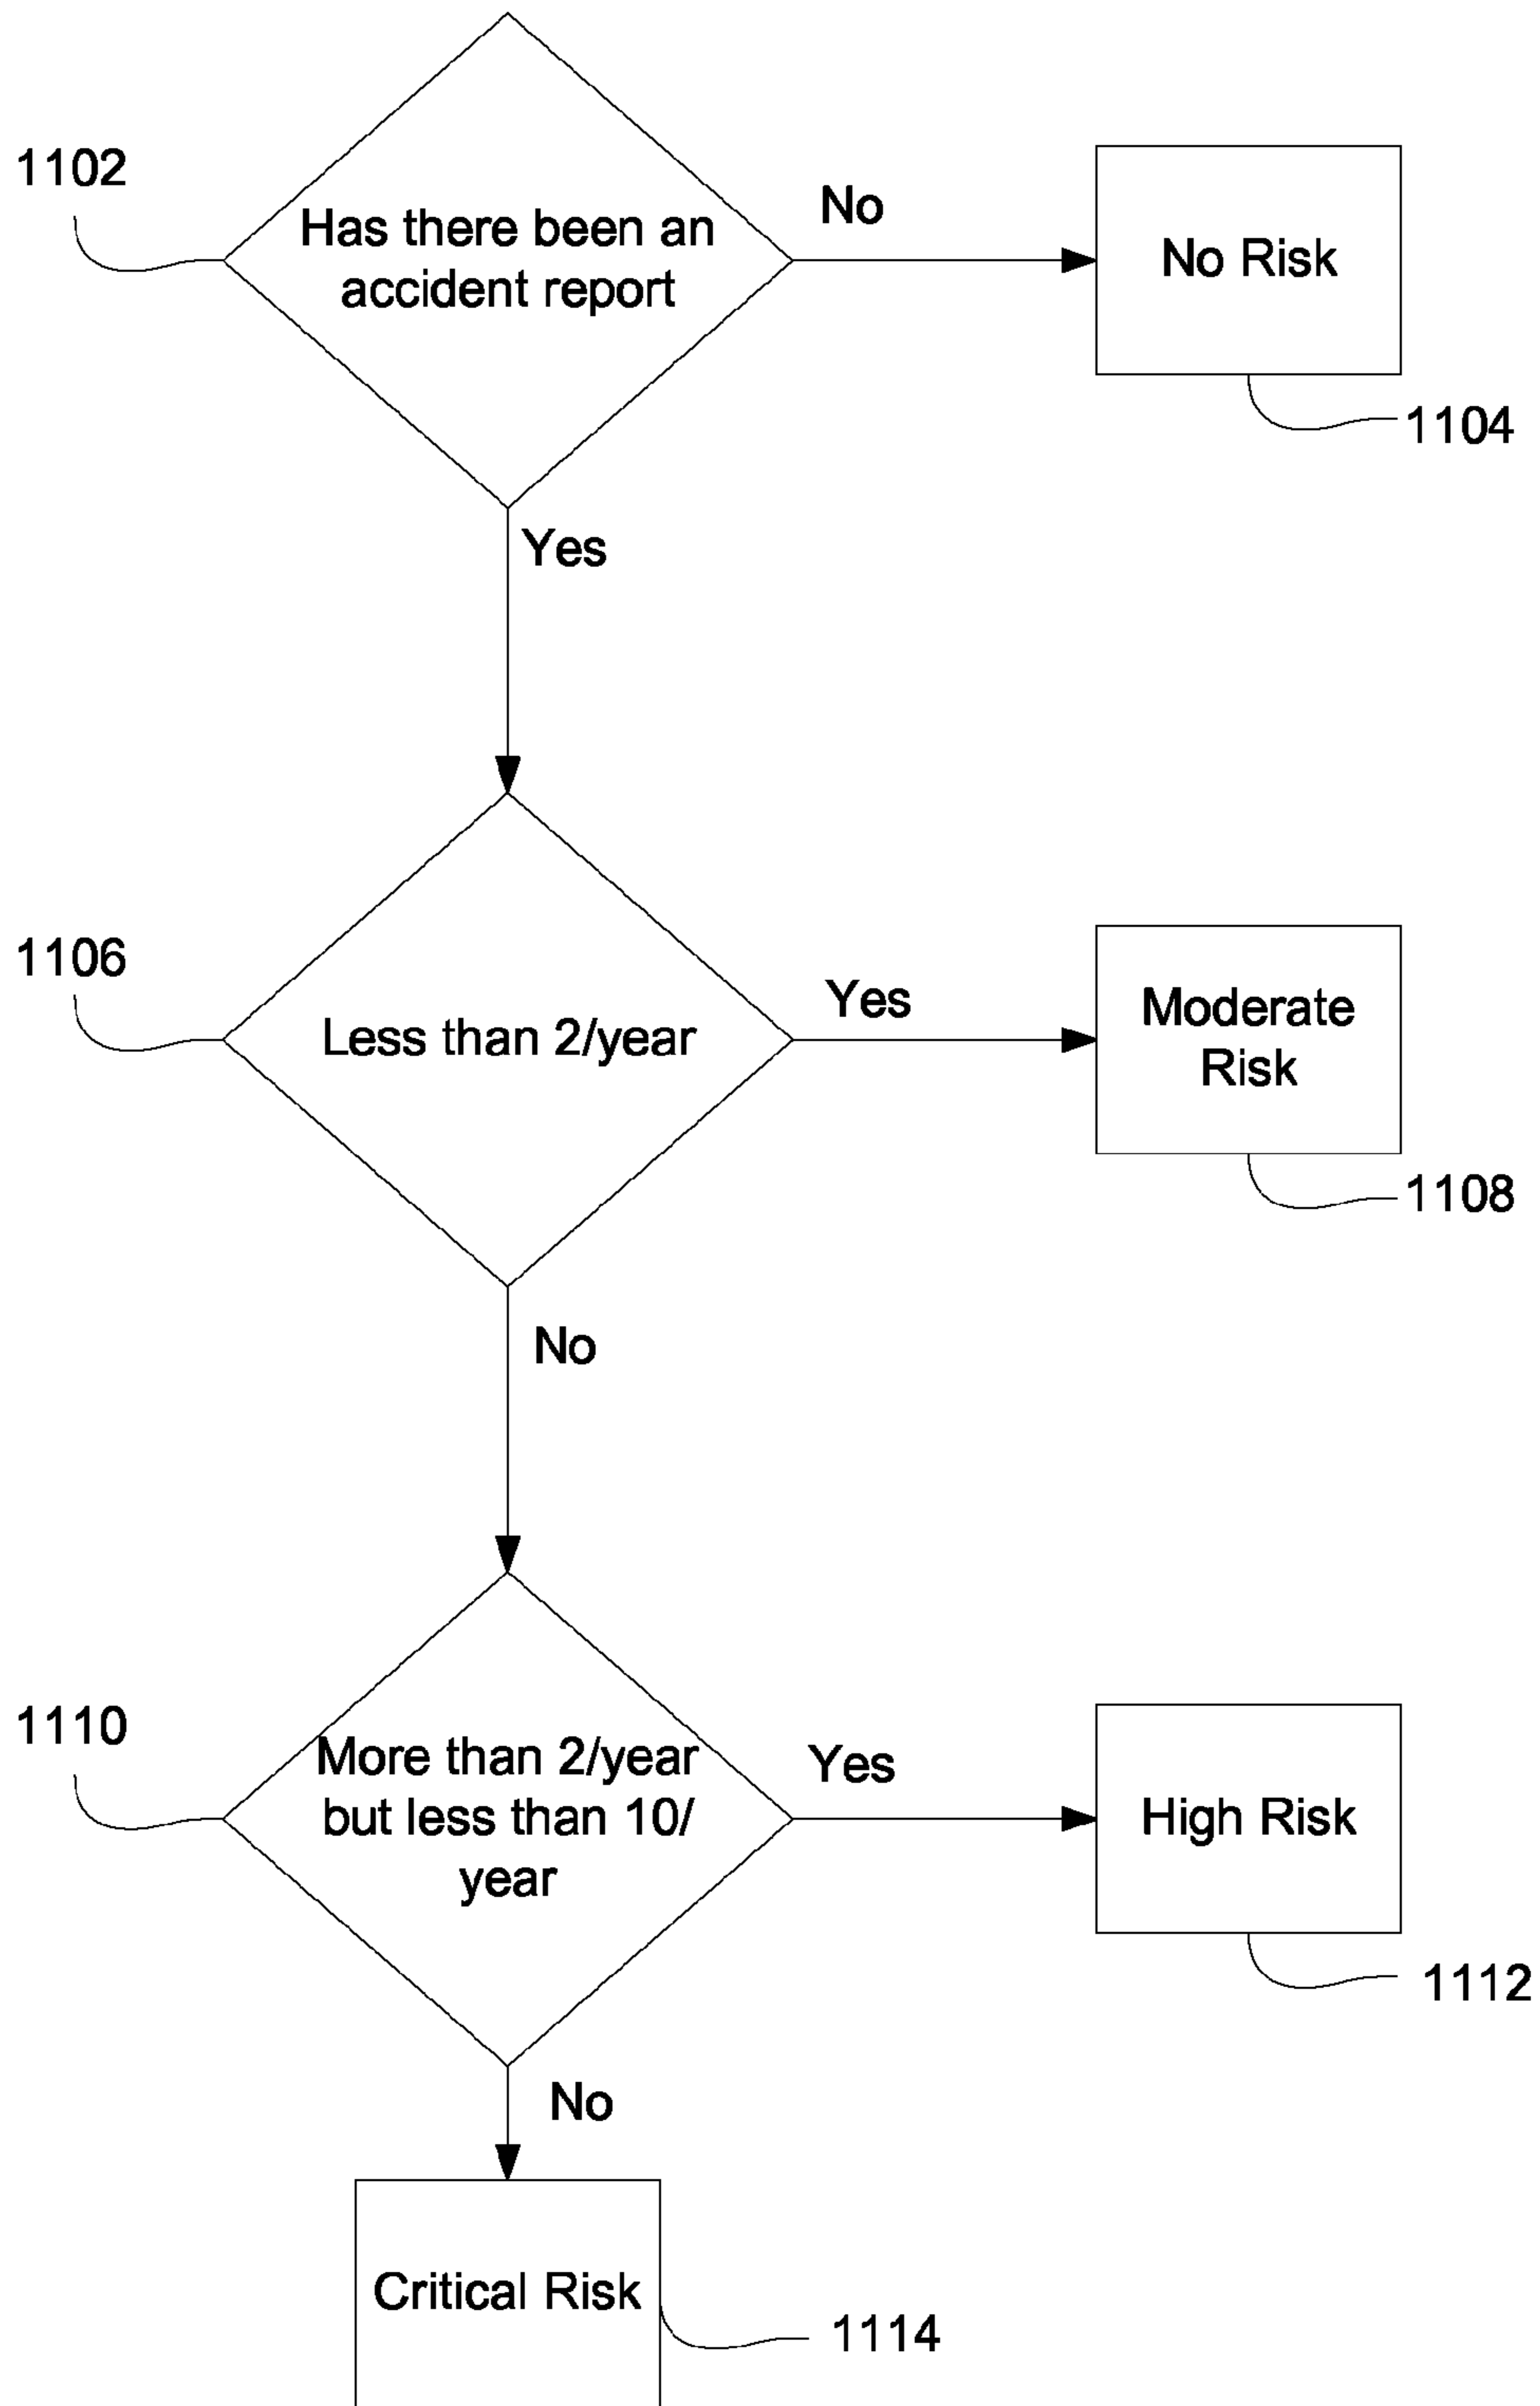 1102
Has there been an
accident report
No
No Risk
1104
Yes
1106
Less than 2/year
Yes
Moderate
Risk
1108
No
1110
More than 2/year
but less than 10/
year
Yes
High Risk
1112
No
Critical Risk
1114